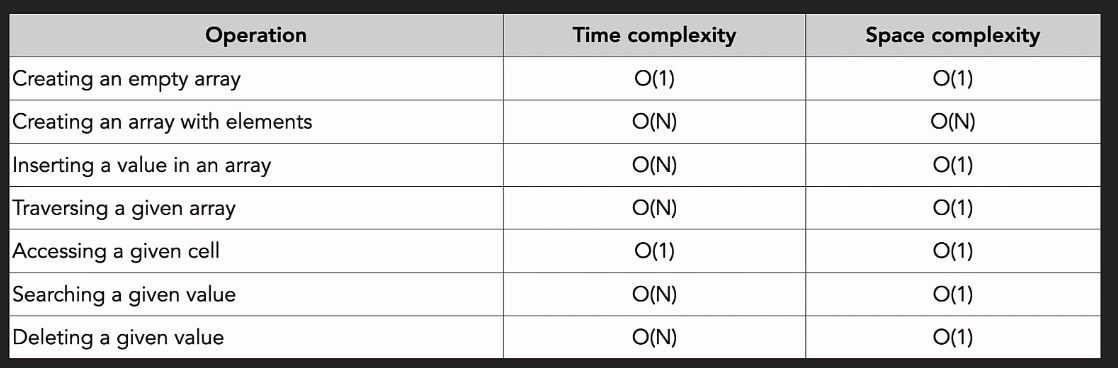 Operation Time complexity Space complexity
Creating an empty array O(1) O(1)
Creating an array with elements O(N) O(N)
Inserting a value in an array O(N) O(1)
Traversing a given array O(N) O(1)
Accessing a given cell O(1) O(1)
Searching a given value O(N) O(1)
Deleting a given value O(N) O(1)